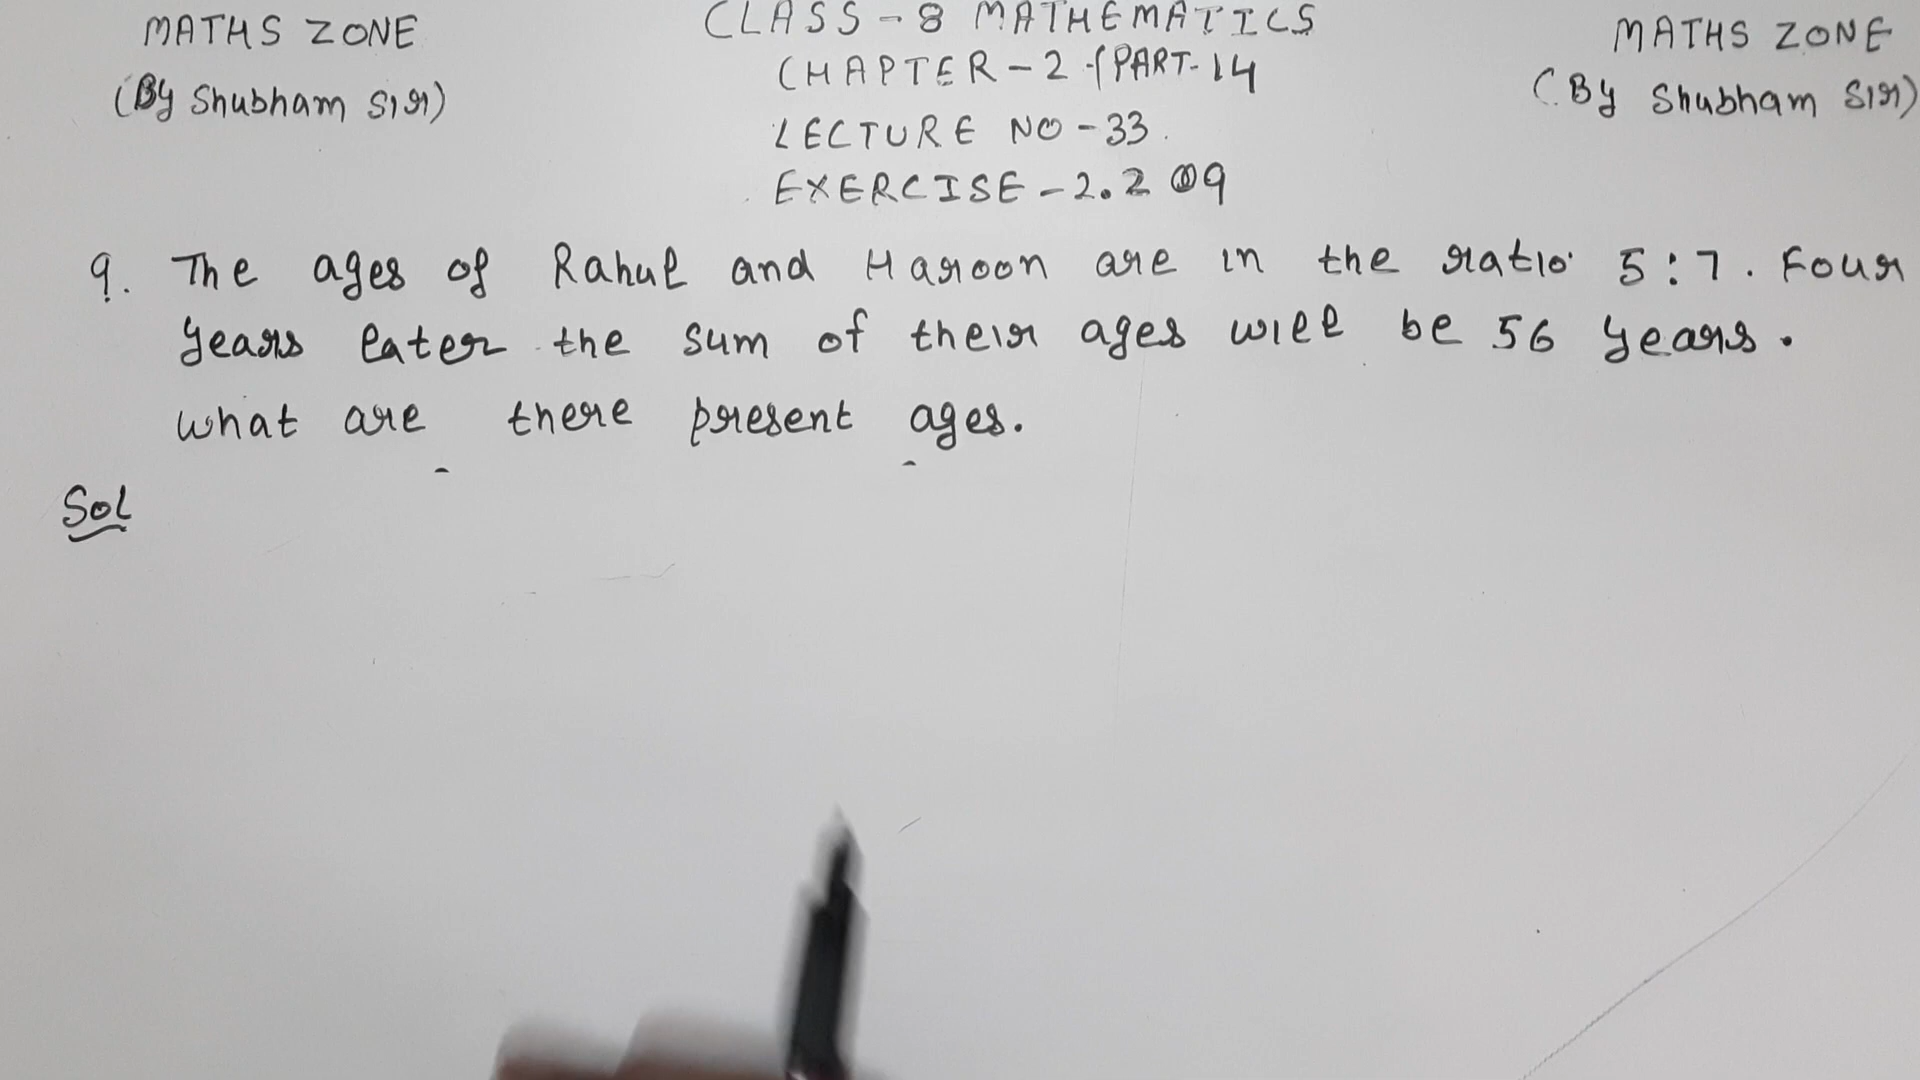 MATHS ZONE
(By Shubham Sir)
CLASS - 8 MATHEMATICS
CHAPTER - 2 (PART-14
LECTURE NO - 33.
EXERCISE - 2.2 Q9
MATHS ZONE
(By Shubham Sir)
9. The ages of Rahul and Haroon are in the ratio 5:7. Four
years later the sum of their ages will be 56 years.
what are there present ages.
Sol